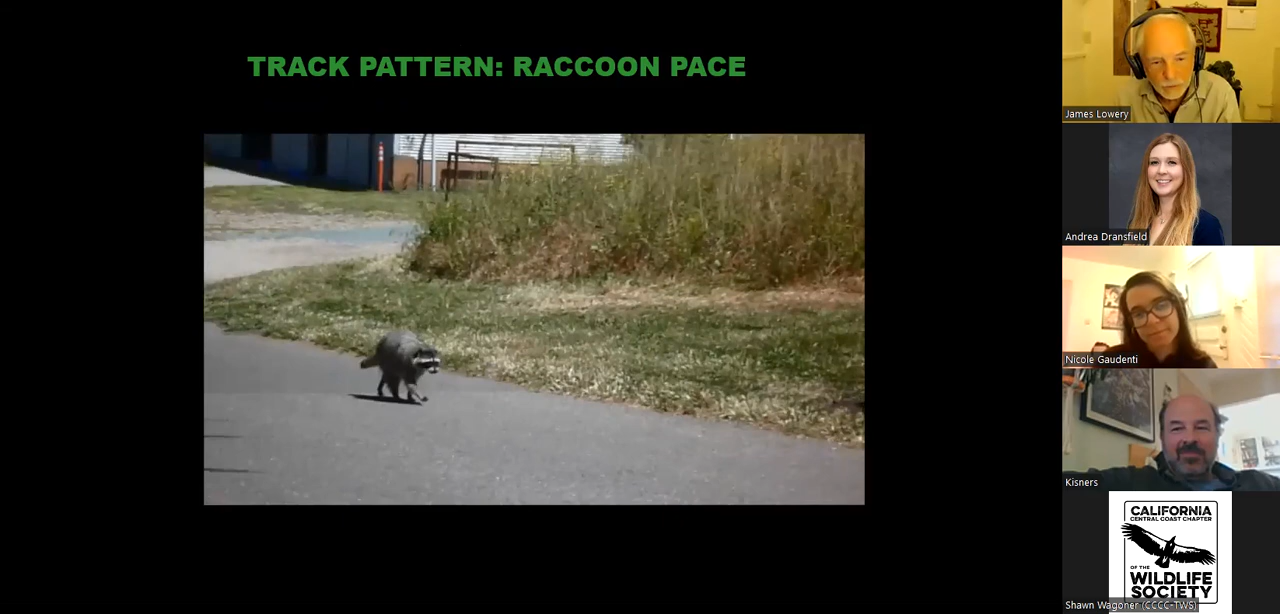 TRACK PATTERN: RACCOON PACE
James Lowery
Andrea Dransfield
Nicole Gaudenti
Kisners
CALIFORNIA
CENTRAL COAST CHAPTER
OF THE
WILDLIFE
SOCIETY
Shawn Wagoner (CCCC-TWS)